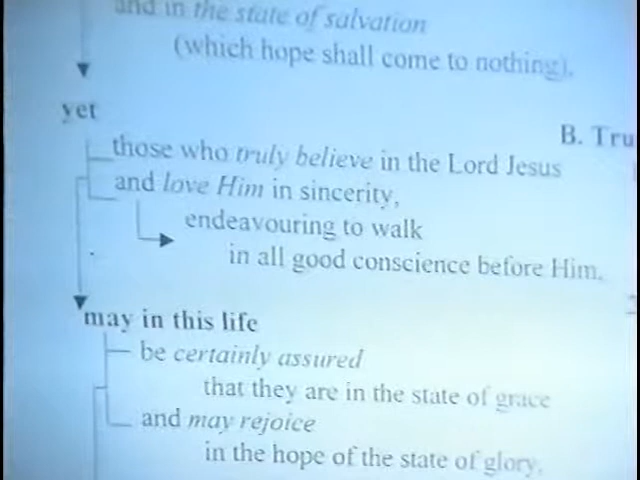 and in the state of salvation
(which hope shall come to nothing),
yet
B. Tru
those who truly believe in the Lord Jesus
and love Him in sincerity,
endeavouring to walk
in all good conscience before Him,
may in this life
be certainly assured
that they are in the state of grace
and may rejoice
in the hope of the state of glory,